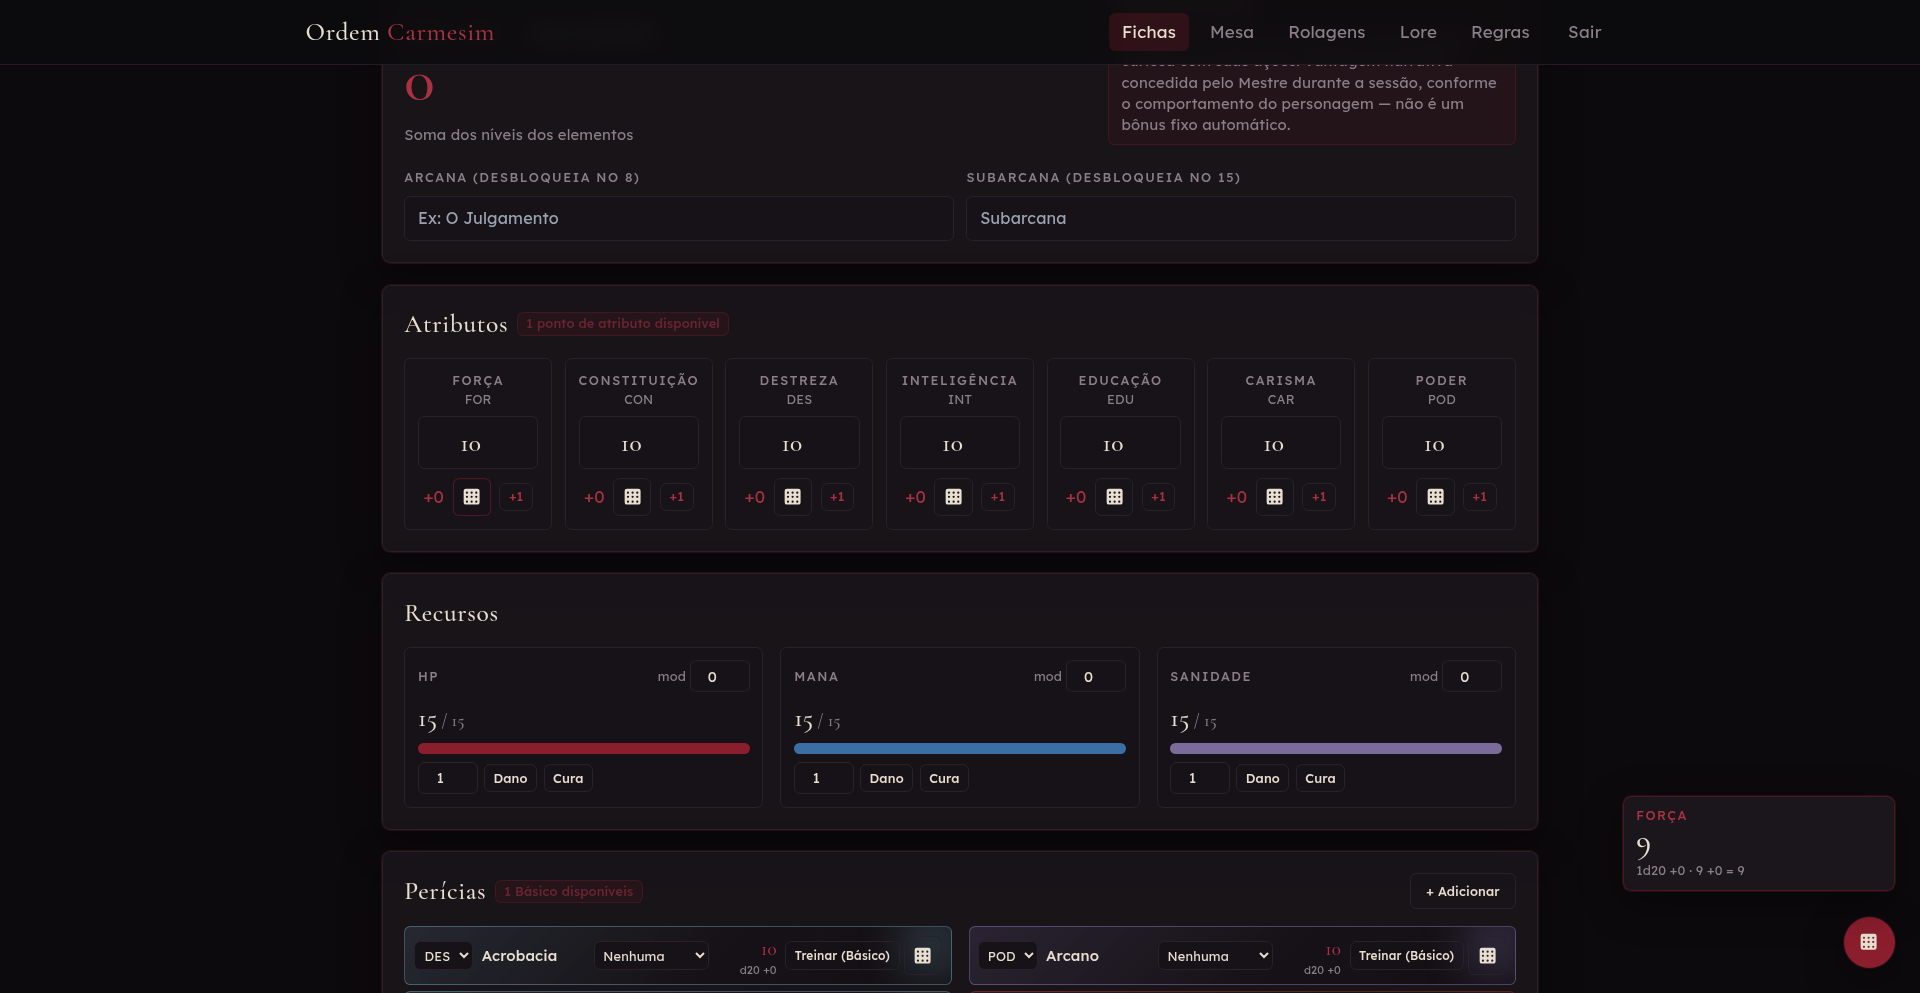 Ordem Carmesim
Fichas Mesa Rolagens Lore Regras Sair
0
concedida pelo Mestre durante a sessão, conforme
o comportamento do personagem — não é um
bônus fixo automático.
Soma dos níveis dos elementos
ARCANA (DESBLOQUEIA NO 8)
SUBARCANA (DESBLOQUEIA NO 15)
Ex: O Julgamento
Subarcana
Atributos 1 ponto de atributo disponível
FORÇA
FOR
10
+0 +1
CONSTITUIÇÃO
CON
10
+0 +1
DESTREZA
DES
10
+0 +1
INTELIGÊNCIA
INT
10
+0 +1
EDUCAÇÃO
EDU
10
+0 +1
CARISMA
CAR
10
+0 +1
PODER
POD
10
+0 +1
Recursos
HP mod 0
15 / 15
1 Dano Cura
MANA mod 0
15 / 15
1 Dano Cura
SANIDADE mod 0
15 / 15
1 Dano Cura
FORÇA
9
1d20 +0 · 9 +0 = 9
Perícias 1 Básico disponíveis
+ Adicionar
DES Acrobacia Nenhuma 10 Treinar (Básico)
d20 +0
POD Arcano Nenhuma 10 Treinar (Básico)
d20 +0